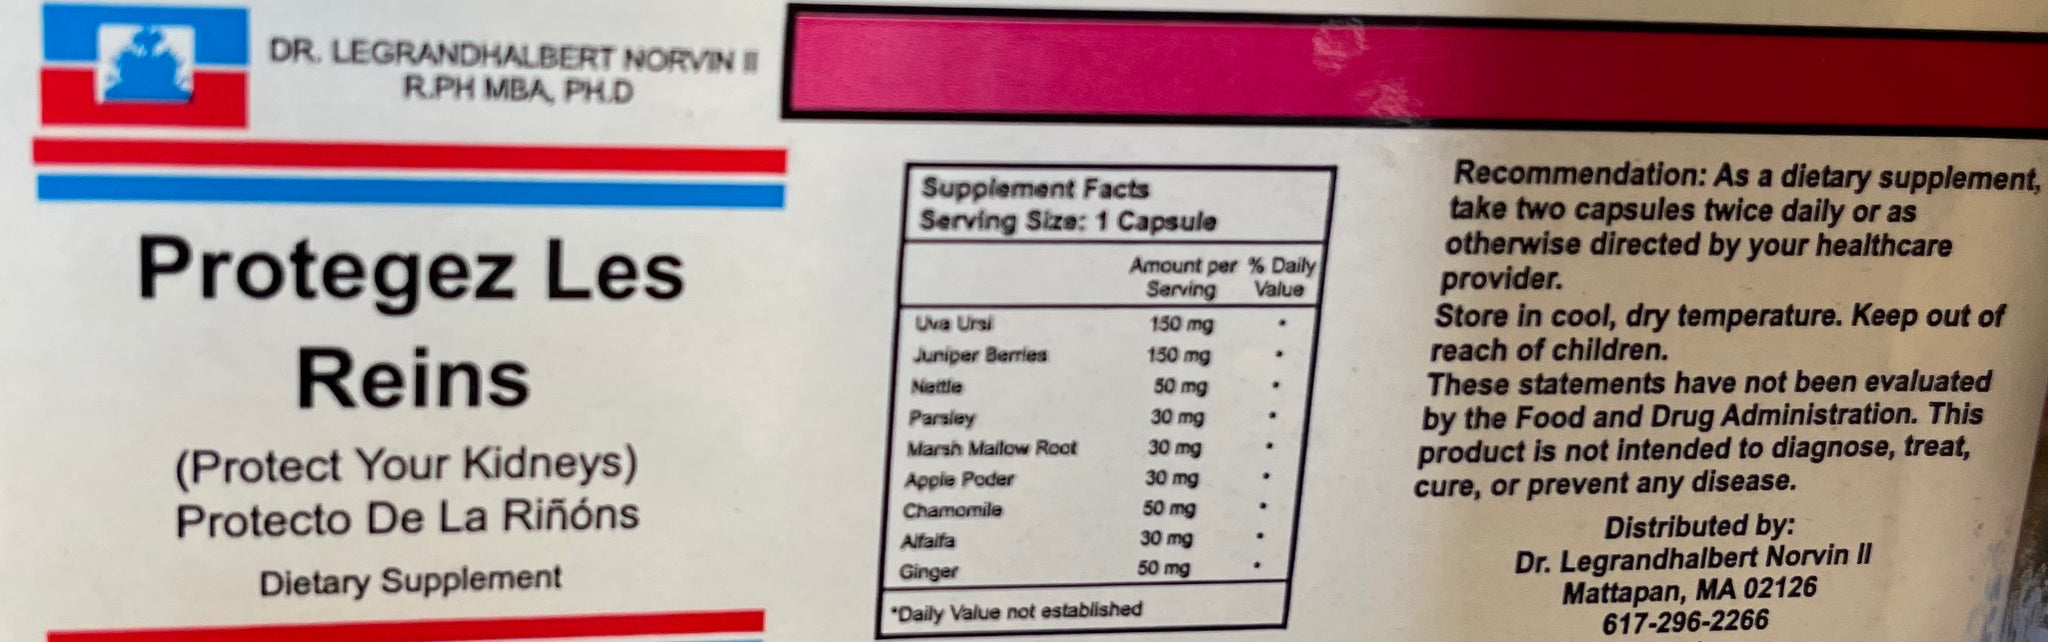 DR. LEGRANDHALBERT NORVIN II
R.PH MBA, PH.D
Protegez Les
Reins
(Protect Your Kidneys)
Protecto De La Riñóns
Dietary Supplement
Supplement Facts
Serving Size: 1 Capsule
Amount per Serving % Daily Value
Uva Ursi 150 mg •
Juniper Berries 150 mg •
Nettle 50 mg •
Parsley 30 mg •
Marsh Mallow Root 30 mg •
Apple Poder 30 mg •
Chamomile 50 mg •
Alfalfa 30 mg •
Ginger 50 mg •
*Daily Value not established
Recommendation: As a dietary supplement,
take two capsules twice daily or as
otherwise directed by your healthcare
provider.
Store in cool, dry temperature. Keep out of
reach of children.
These statements have not been evaluated
by the Food and Drug Administration. This
product is not intended to diagnose, treat,
cure, or prevent any disease.
Distributed by:
Dr. Legrandhalbert Norvin II
Mattapan, MA 02126
617-296-2266